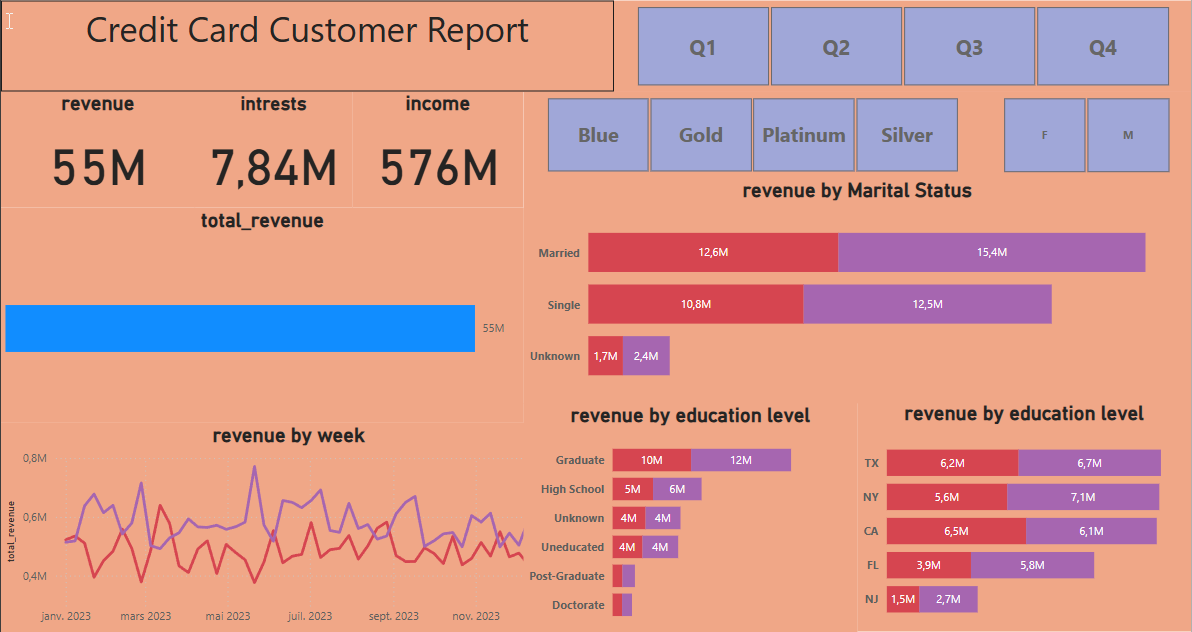 Credit Card Customer Report
Q1
Q2
Q3
Q4
revenue
intrests
income
55M
7,84M
576M
Blue
Gold
Platinum
Silver
F
M
revenue by Marital Status
Married
12,6M
15,4M
Single
10,8M
12,5M
Unknown
1,7M
2,4M
total_revenue
55M
revenue by week
total_revenue
0,8M
0,6M
0,4M
janv. 2023
mars 2023
mai 2023
juil. 2023
sept. 2023
nov. 2023
revenue by education level
Graduate
10M
12M
High School
5M
6M
Unknown
4M
4M
Uneducated
4M
4M
Post-Graduate
Doctorate
revenue by education level
TX
6,2M
6,7M
NY
5,6M
7,1M
CA
6,5M
6,1M
FL
3,9M
5,8M
NJ
1,5M
2,7M